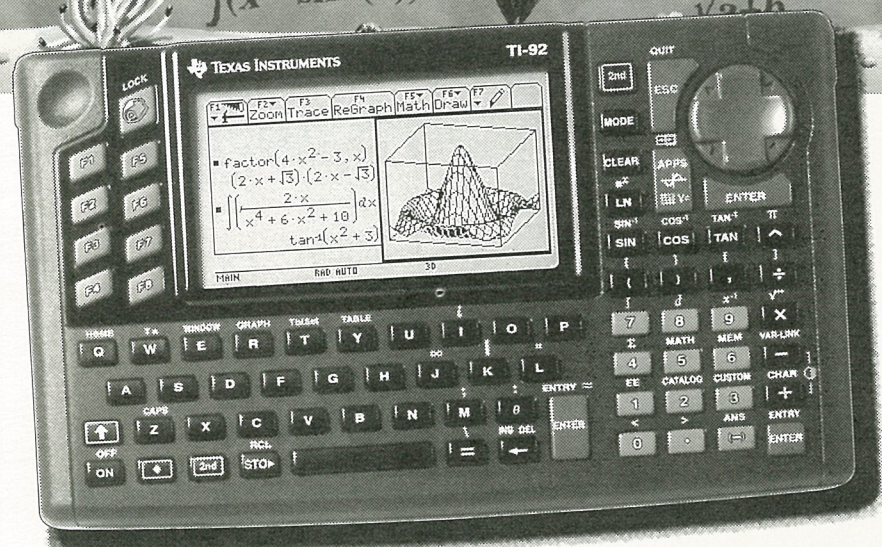 ∫(x
√a+b
TEXAS INSTRUMENTS TI-92
F1 F2 Zoom F3 Trace F4 ReGraph F5 Math F6 Draw F7
factor(4·x²- 3, x)
(2·x + √3)·(2·x - √3)
∫((2·x)/(x⁴ + 6·x² + 10))dx
tan⁻¹(x² + 3)
MAIN RAD AUTO 3D
LOCK
F1 F5
F2 F6
F3 F7
F4 F8
QUIT
2nd ESC
MODE
CLEAR APPS
eˣ
LN Y= ENTER
SIN⁻¹ COS⁻¹ TAN⁻¹ π
SIN COS TAN ^
{ } [ ]
( ) , ÷
∫ d x⁻¹ √
7 8 9 X
Σ MATH MEM VAR-LINK
4 5 6 −
EE CATALOG CUSTOM CHAR
1 2 3 +
< > ANS ENTRY
0 . (−) ENTER
HOME WINDOW GRAPH TblSet TABLE i
Q W E R T Y U I O P
∞
A S D F G H J K L
CAPS ENTRY ≈
Z X C V B N M θ ENTER
OFF RCL \ INS DEL
ON 2nd STO▸ = ←